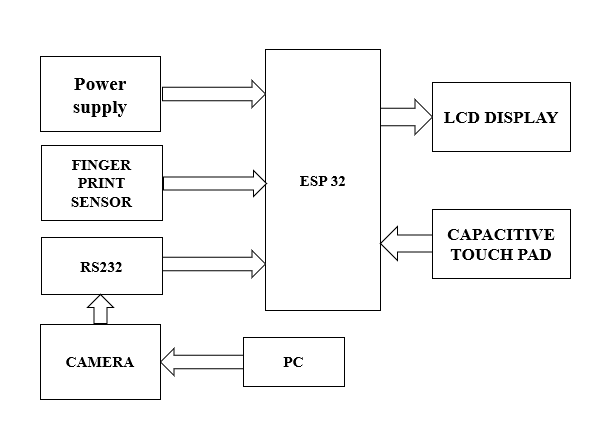 Power
supply
FINGER
PRINT
SENSOR
RS232
CAMERA
PC
ESP 32
LCD DISPLAY
CAPACITIVE
TOUCH PAD